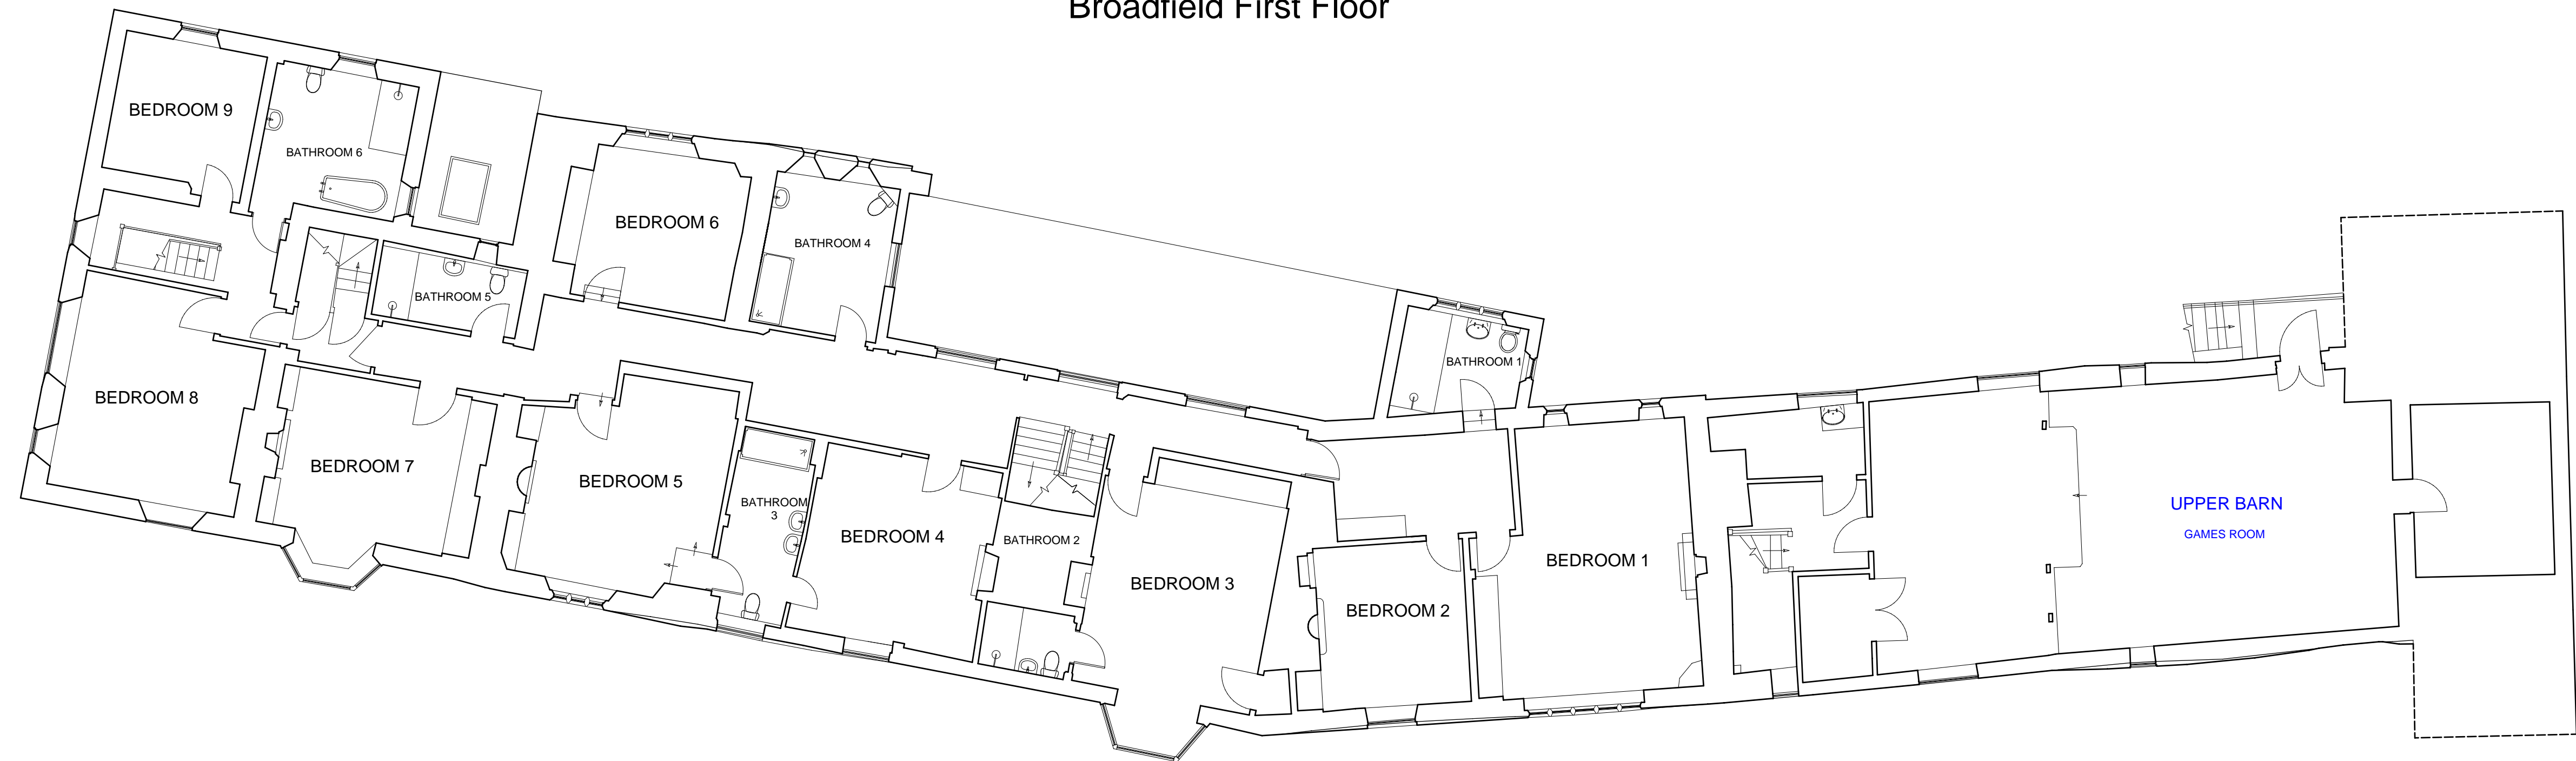 Broadfield First Floor
BEDROOM 9
BATHROOM 6
BEDROOM 6
BATHROOM 4
BATHROOM 5
BATHROOM 1
BEDROOM 8
BEDROOM 7
BEDROOM 5
BATHROOM
3
BEDROOM 4
BATHROOM 2
BEDROOM 3
BEDROOM 2
BEDROOM 1
UPPER BARN
GAMES ROOM